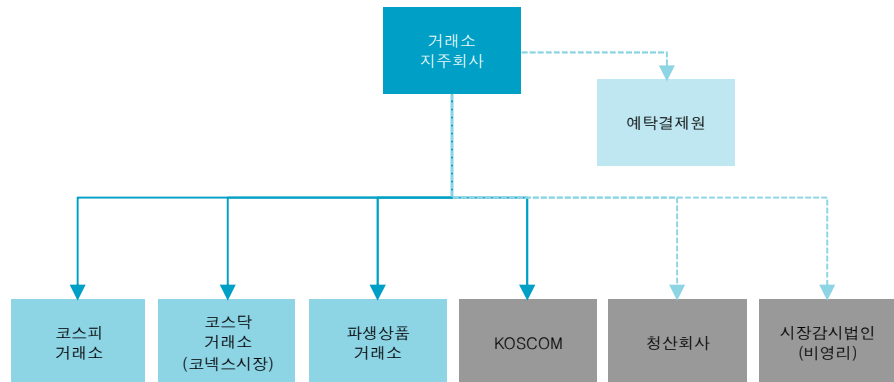 거래소
지주회사
예탁결제원
코스피
거래소
코스닥
거래소
(코넥스시장)
파생상품
거래소
KOSCOM
청산회사
시장감시법인
(비영리)